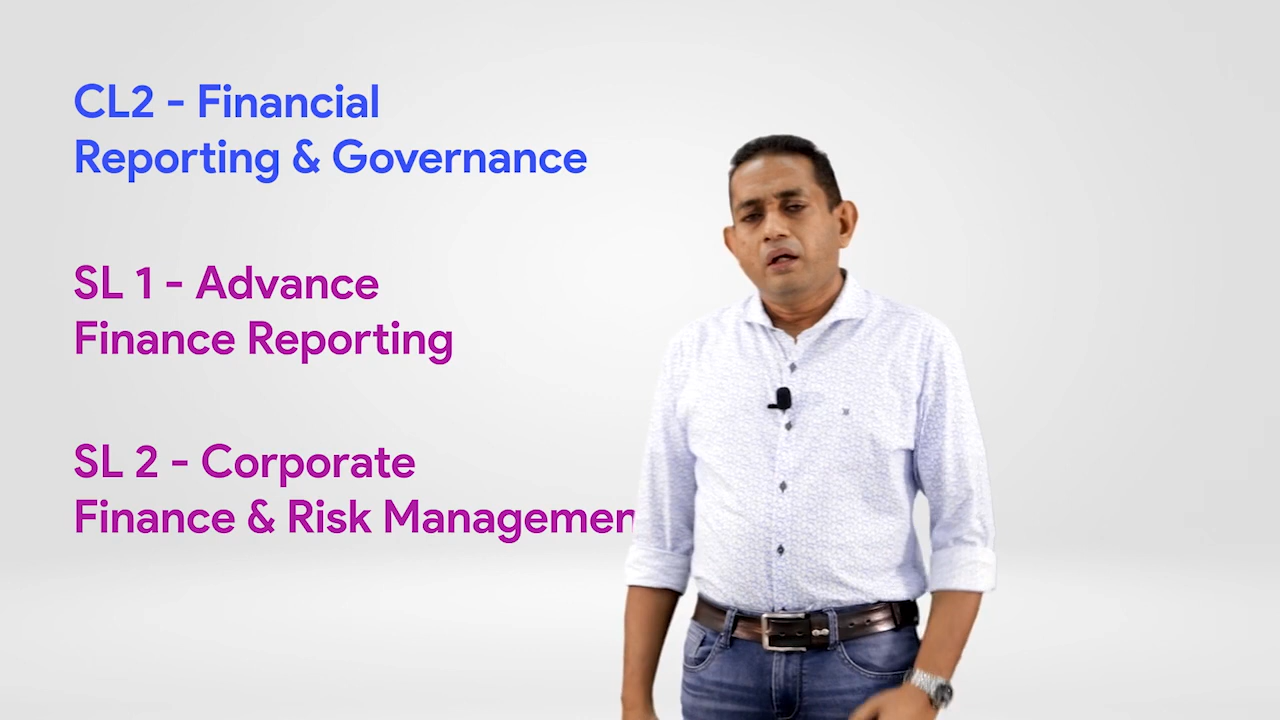 CL2 - Financial
Reporting & Governance
SL 1 - Advance
Finance Reporting
SL 2 - Corporate
Finance & Risk Managemen